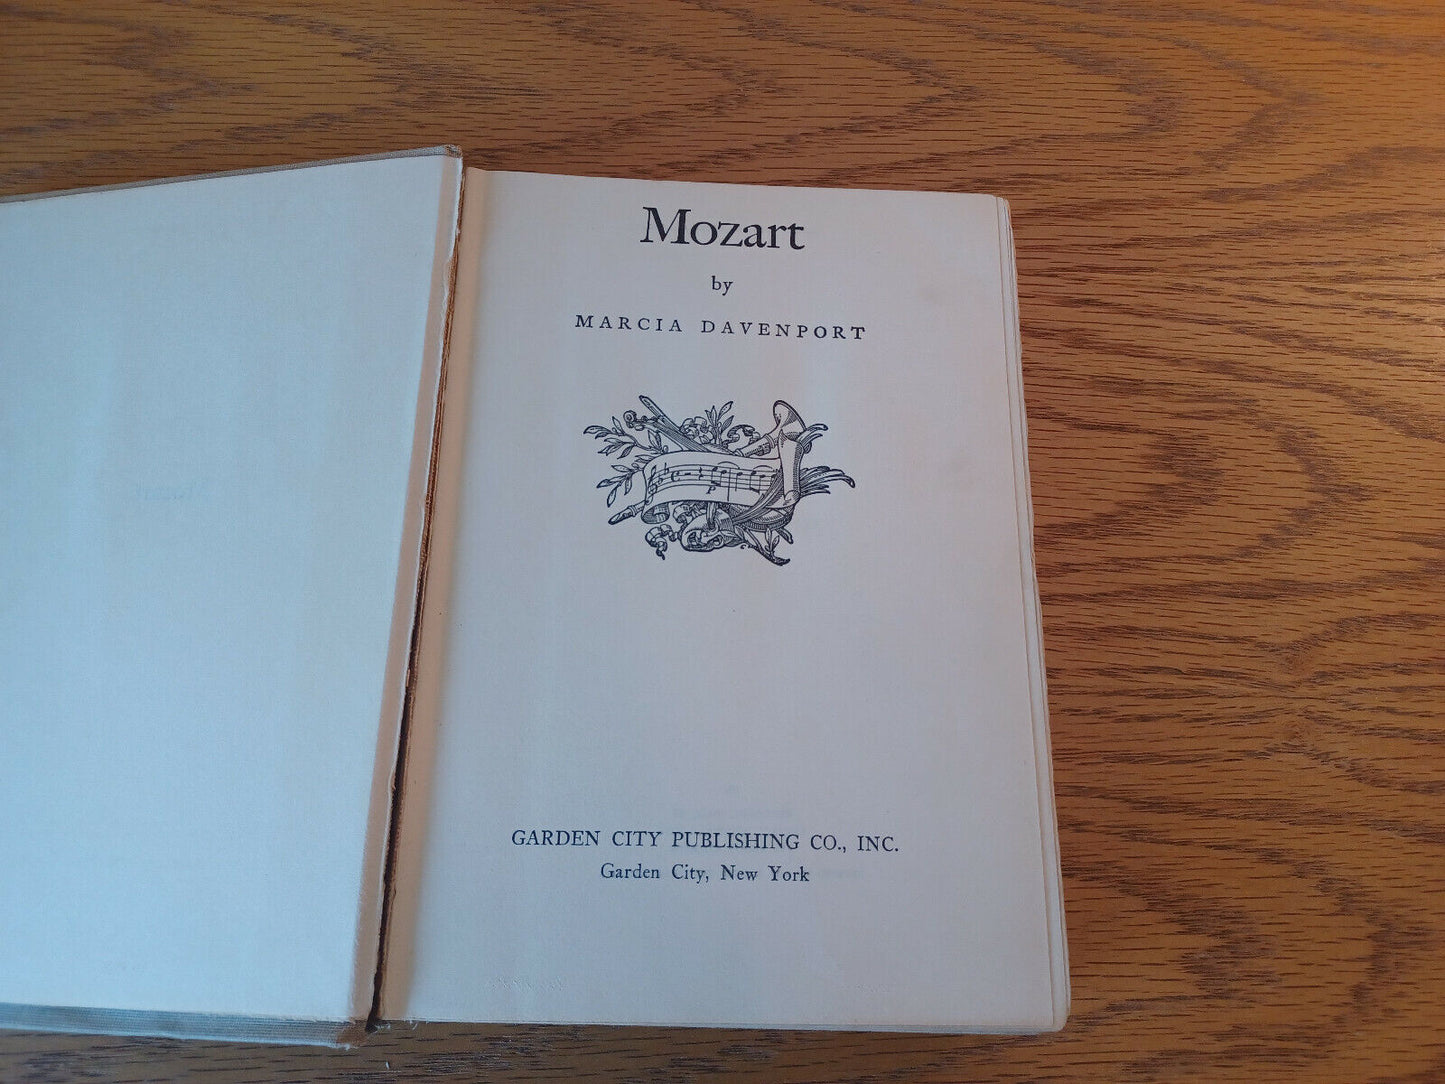 Mozart
by
MARCIA DAVENPORT
P
GARDEN CITY PUBLISHING CO., INC.
Garden City, New York